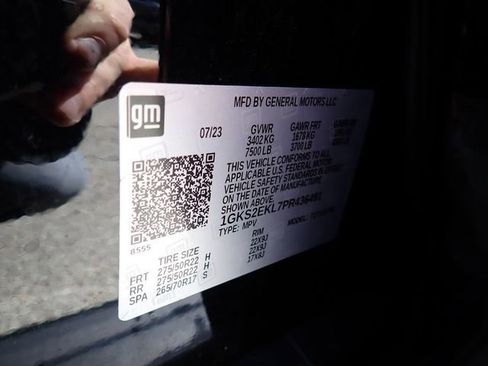 gm
MFD BY GENERAL MOTORS LLC
07/23 GVWR GAWR FRT
3402 KG 1678 KG
7500 LB 3700 LB
THIS VEHICLE CONFORMS TO ALL
APPLICABLE U.S. FEDERAL MOTOR
VEHICLE SAFETY STANDARDS IN EFFECT
ON THE DATE OF MANUFACTURE
SHOWN ABOVE.
1GKS2EKL7PR436481
TYPE: MPV
8555
TIRE SIZE RIM
FRT 275/50R22 H 22X9J
RR 275/50R22 H 22X9J
SPA 265/70R17 S 17X8J